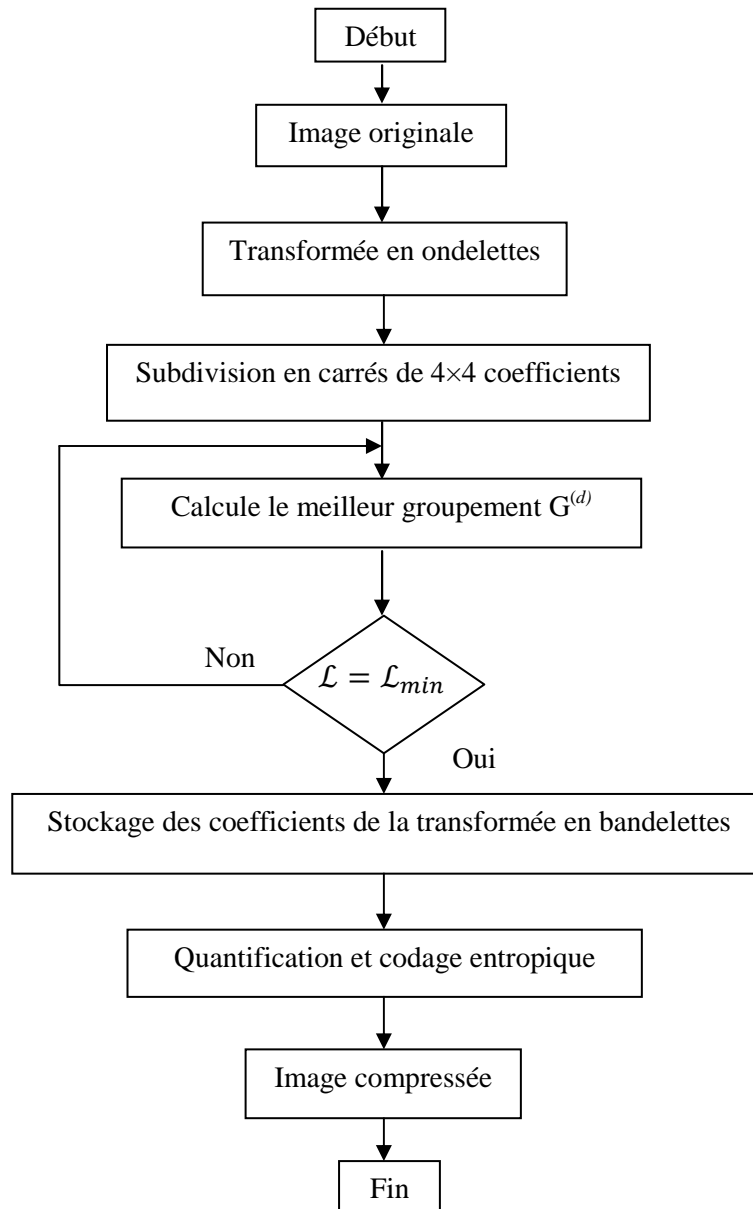 Début
Image originale
Transformée en ondelettes
Subdivision en carrés de 4×4 coefficients
Calcule le meilleur groupement G⁽ᵈ⁾
Non
ℒ = ℒ_min
Oui
Stockage des coefficients de la transformée en bandelettes
Quantification et codage entropique
Image compressée
Fin